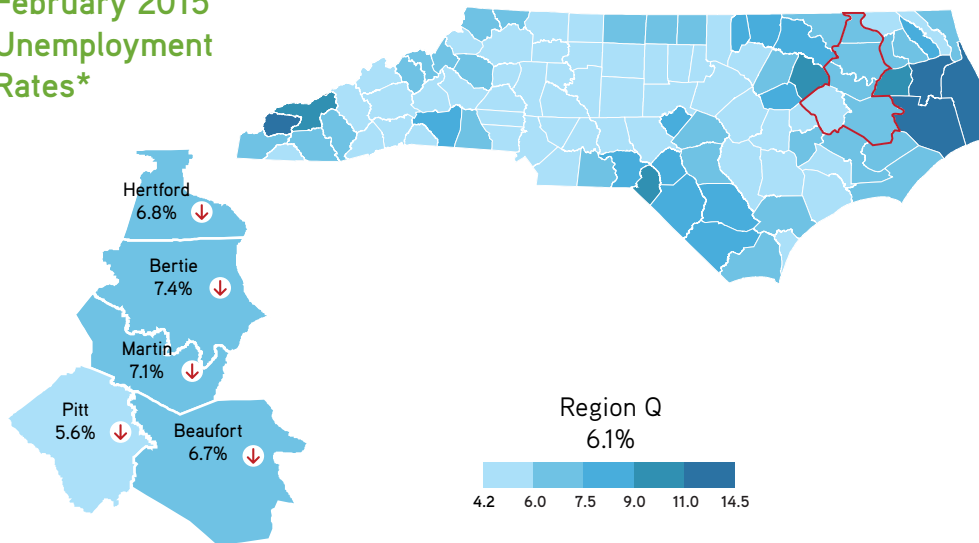 February 2015
Unemployment
Rates*
Hertford
6.8%
Bertie
7.4%
Martin
7.1%
Pitt
5.6%
Beaufort
6.7%
Region Q
6.1%
4.2 6.0 7.5 9.0 11.0 14.5